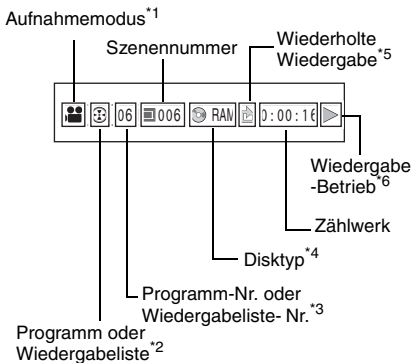 Aufnahmemodus*1
Szenennummer
Wiederholte
Wiedergabe*5
06 006 RAM 0:00:16
Wiedergabe
-Betrieb*6
Zählwerk
Disktyp*4
Programm-Nr. oder
Wiedergabeliste- Nr.*3
Programm oder
Wiedergabeliste*2